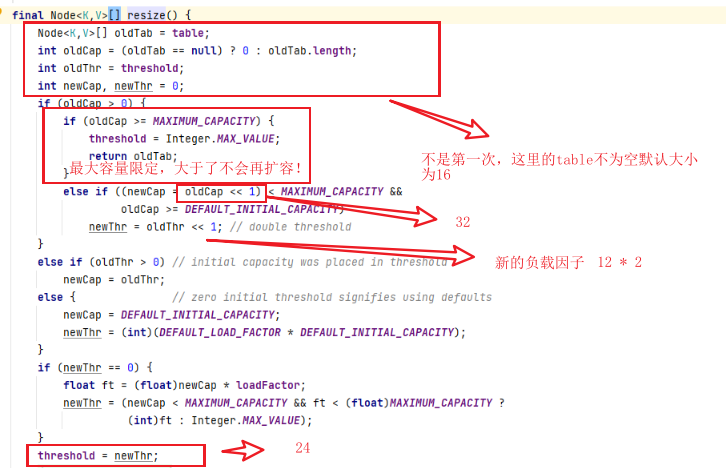 final Node<K,V>[] resize() {
Node<K,V>[] oldTab = table;
int oldCap = (oldTab == null) ? 0 : oldTab.length;
int oldThr = threshold;
int newCap, newThr = 0;
if (oldCap > 0) {
if (oldCap >= MAXIMUM_CAPACITY) {
threshold = Integer.MAX_VALUE;
return oldTab;
最大容量限定，大于了不会再扩容！
}
不是第一次，这里的table不为空默认大小
为16
else if ((newCap = oldCap << 1) < MAXIMUM_CAPACITY &&
oldCap >= DEFAULT_INITIAL_CAPACITY)
32
newThr = oldThr << 1; // double threshold
}
新的负载因子 12 * 2
else if (oldThr > 0) // initial capacity was placed in threshold
newCap = oldThr;
else { // zero initial threshold signifies using defaults
newCap = DEFAULT_INITIAL_CAPACITY;
newThr = (int)(DEFAULT_LOAD_FACTOR * DEFAULT_INITIAL_CAPACITY);
}
if (newThr == 0) {
float ft = (float)newCap * loadFactor;
newThr = (newCap < MAXIMUM_CAPACITY && ft < (float)MAXIMUM_CAPACITY ?
(int)ft : Integer.MAX_VALUE);
}
threshold = newThr;
24